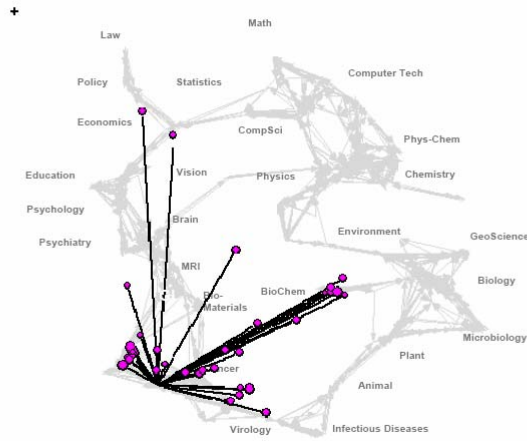 Math
Law
Computer Tech
Policy
Statistics
Economics
CompSci
Phys-Chem
Education
Vision
Physics
Chemistry
Psychology
Brain
Psychiatry
Environment
GeoScience
MRI
Bio-
Materials
BioChem
Biology
Microbiology
Plant
Animal
Virology
Infectious Diseases